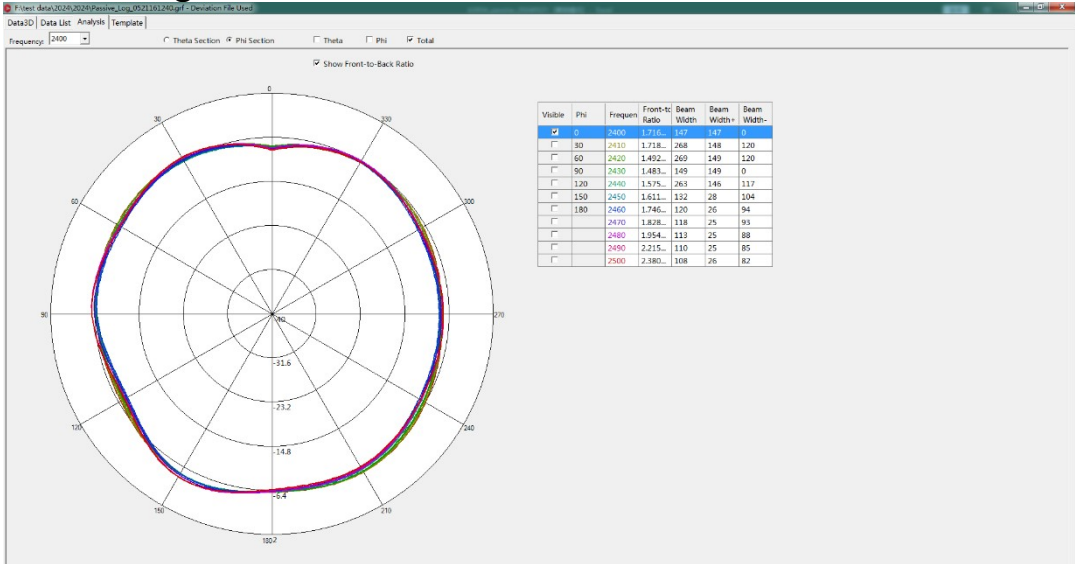 F:\test data\2024\2024\Passive_Log_0521161240.grf - Deviation File Used
Data3D Data List Analysis Template
Frequency: 2400 Theta Section Phi Section Theta Phi Total
Show Front-to-Back Ratio
0
30 330
60 300
90 270
120 240
150 210
180
-40
-31.6
-23.2
-14.8
-6.4
2
Visible Phi Frequen Front-tc Ratio Beam Width Beam Width+ Beam Width-
0 2400 1.716... 147 147 0
30 2410 1.718... 268 148 120
60 2420 1.492... 269 149 120
90 2430 1.483... 149 149 0
120 2440 1.575... 263 146 117
150 2450 1.611... 132 28 104
180 2460 1.746... 120 26 94
2470 1.828... 118 25 93
2480 1.954... 113 25 88
2490 2.215... 110 25 85
2500 2.380... 108 26 82